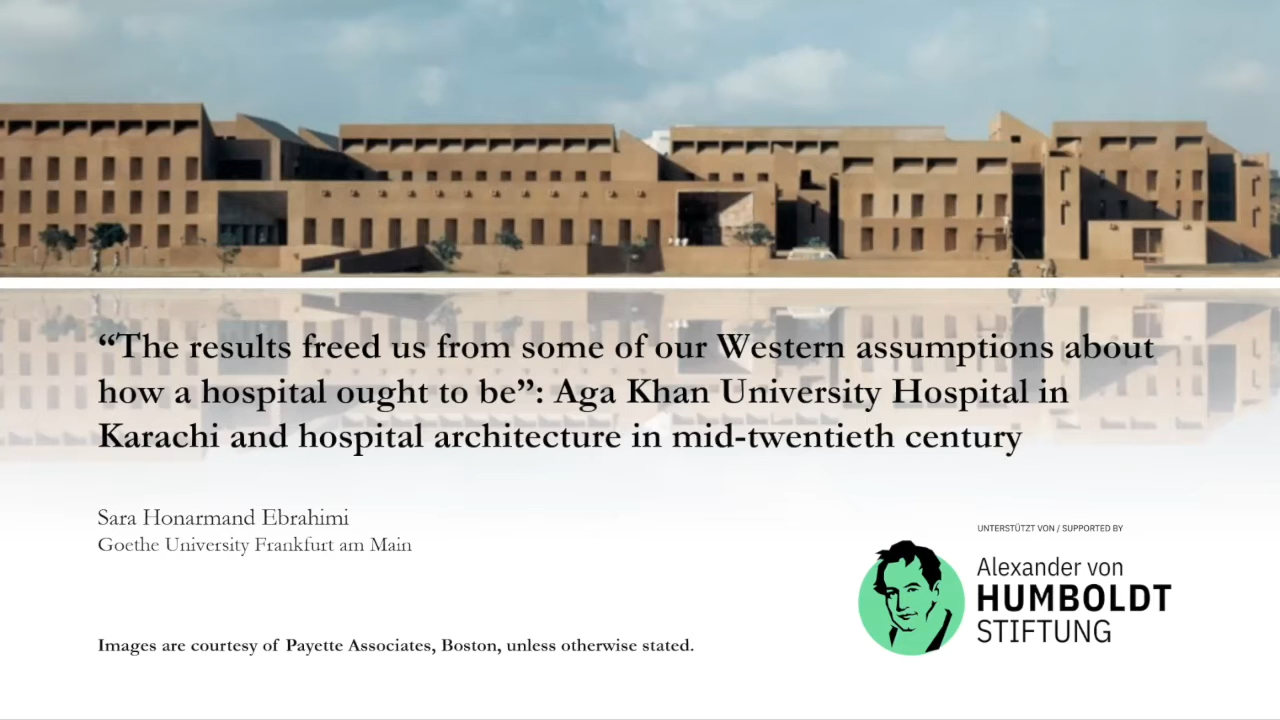 “The results freed us from some of our Western assumptions about
how a hospital ought to be”: Aga Khan University Hospital in
Karachi and hospital architecture in mid-twentieth century
Sara Honarmand Ebrahimi
Goethe University Frankfurt am Main
UNTERSTÜTZT VON / SUPPORTED BY
Alexander von
HUMBOLDT
STIFTUNG
Images are courtesy of Payette Associates, Boston, unless otherwise stated.